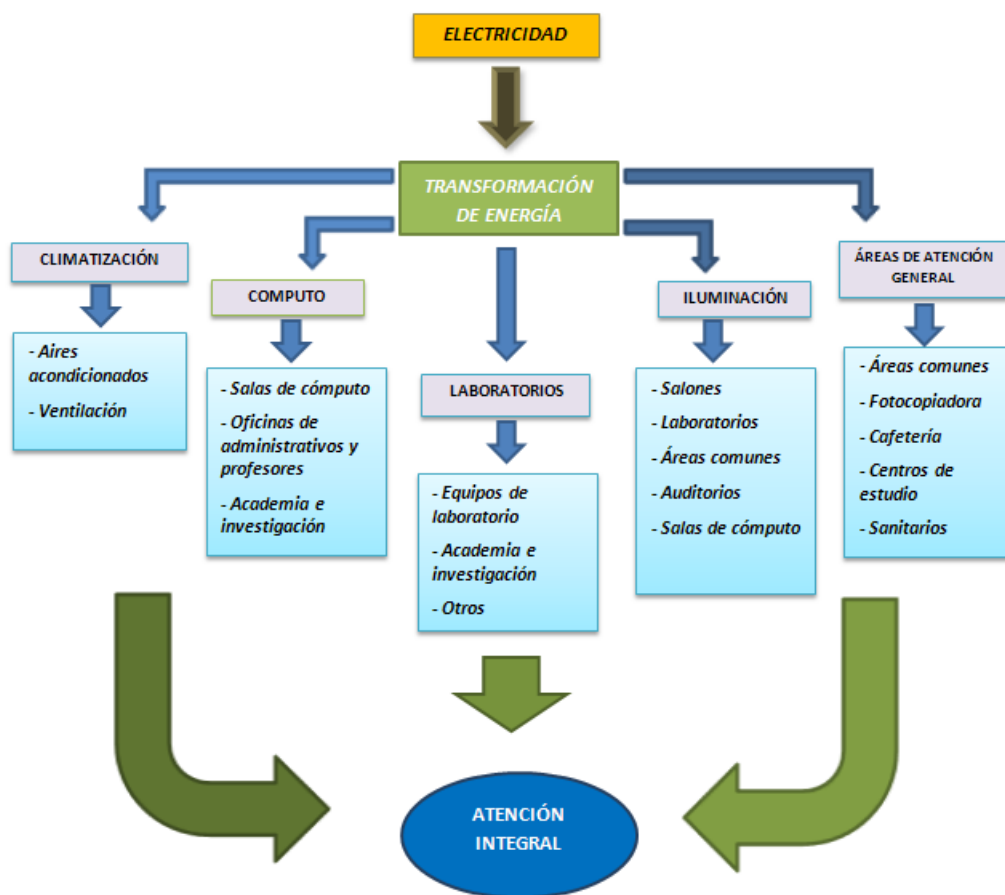 ELECTRICIDAD
TRANSFORMACIÓN
DE ENERGÍA
CLIMATIZACIÓN
- Aires
acondicionados
- Ventilación
COMPUTO
- Salas de cómputo
- Oficinas de
administrativos y
profesores
- Academia e
investigación
LABORATORIOS
- Equipos de
laboratorio
- Academia e
investigación
- Otros
ILUMINACIÓN
- Salones
- Laboratorios
- Áreas comunes
- Auditorios
- Salas de cómputo
ÁREAS DE ATENCIÓN
GENERAL
- Áreas comunes
- Fotocopiadora
- Cafetería
- Centros de
estudio
- Sanitarios
ATENCIÓN
INTEGRAL